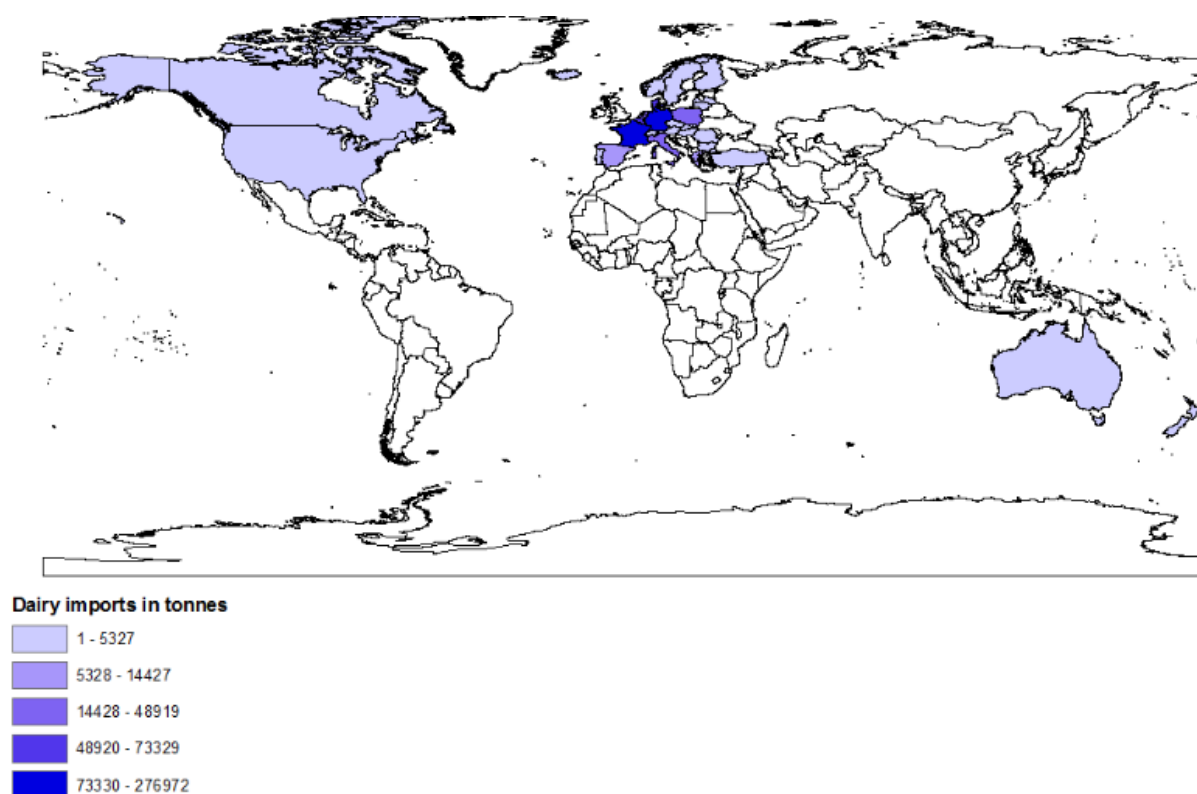 Dairy imports in tonnes
1 - 5327
5328 - 14427
14428 - 48919
48920 - 73329
73330 - 276972